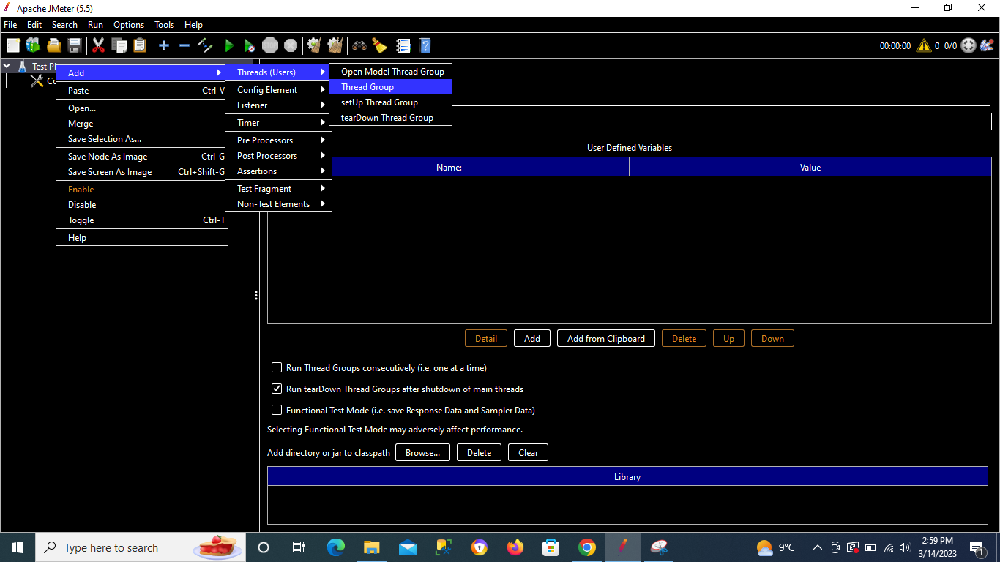 Apache JMeter (5.5)
File Edit Search Run Options Tools Help
00:00:00 0 0/0
Test Pl
Co
Add
Paste Ctrl-V
Open...
Merge
Save Selection As...
Save Node As Image Ctrl-G
Save Screen As Image Ctrl+Shift-G
Enable
Disable
Toggle Ctrl-T
Help
Threads (Users)
Config Element
Listener
Timer
Pre Processors
Post Processors
Assertions
Test Fragment
Non-Test Elements
Open Model Thread Group
Thread Group
setUp Thread Group
tearDown Thread Group
User Defined Variables
Name: Value
Detail Add Add from Clipboard Delete Up Down
Run Thread Groups consecutively (i.e. one at a time)
Run tearDown Thread Groups after shutdown of main threads
Functional Test Mode (i.e. save Response Data and Sampler Data)
Selecting Functional Test Mode may adversely affect performance.
Add directory or jar to classpath Browse... Delete Clear
Library
Type here to search
9°C
2:59 PM
3/14/2023
1